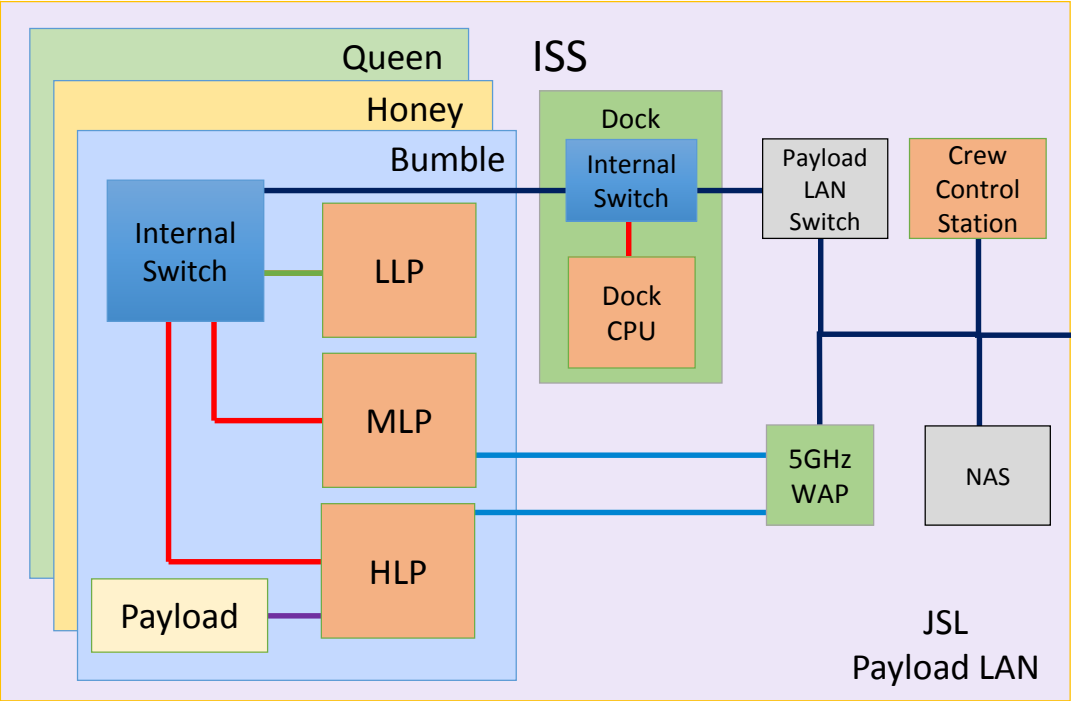 Queen
Honey
Bumble
Internal
Switch
LLP
MLP
HLP
Payload
ISS
Dock
Internal
Switch
Dock
CPU
Payload
LAN
Switch
Crew
Control
Station
5GHz
WAP
NAS
JSL
Payload LAN